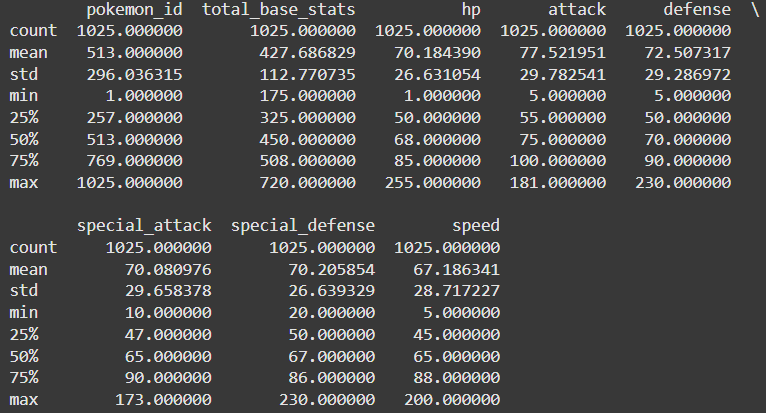 pokemon_id total_base_stats hp attack defense \
count 1025.000000 1025.000000 1025.000000 1025.000000 1025.000000
mean 513.000000 427.686829 70.184390 77.521951 72.507317
std 296.036315 112.770735 26.631054 29.782541 29.286972
min 1.000000 175.000000 1.000000 5.000000 5.000000
25% 257.000000 325.000000 50.000000 55.000000 50.000000
50% 513.000000 450.000000 68.000000 75.000000 70.000000
75% 769.000000 508.000000 85.000000 100.000000 90.000000
max 1025.000000 720.000000 255.000000 181.000000 230.000000
special_attack special_defense speed
count 1025.000000 1025.000000 1025.000000
mean 70.080976 70.205854 67.186341
std 29.658378 26.639329 28.717227
min 10.000000 20.000000 5.000000
25% 47.000000 50.000000 45.000000
50% 65.000000 67.000000 65.000000
75% 90.000000 86.000000 88.000000
max 173.000000 230.000000 200.000000